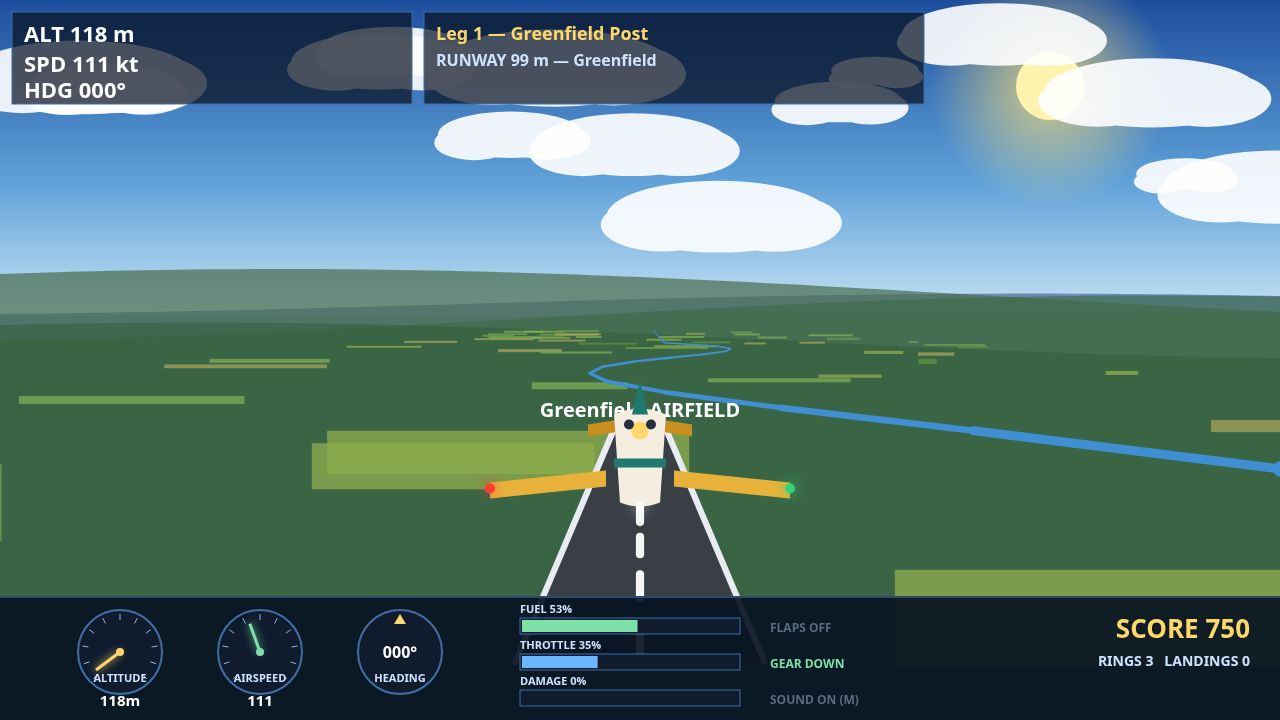 ALT 118 m
SPD 111 kt
HDG 000°
Leg 1 — Greenfield Post
RUNWAY 99 m — Greenfield
AIRFIELD
ALTITUDE
118m
AIRSPEED
111
000°
HEADING
FUEL 53%
THROTTLE 35%
DAMAGE 0%
FLAPS OFF
GEAR DOWN
SOUND ON (M)
SCORE 750
RINGS 3 LANDINGS 0